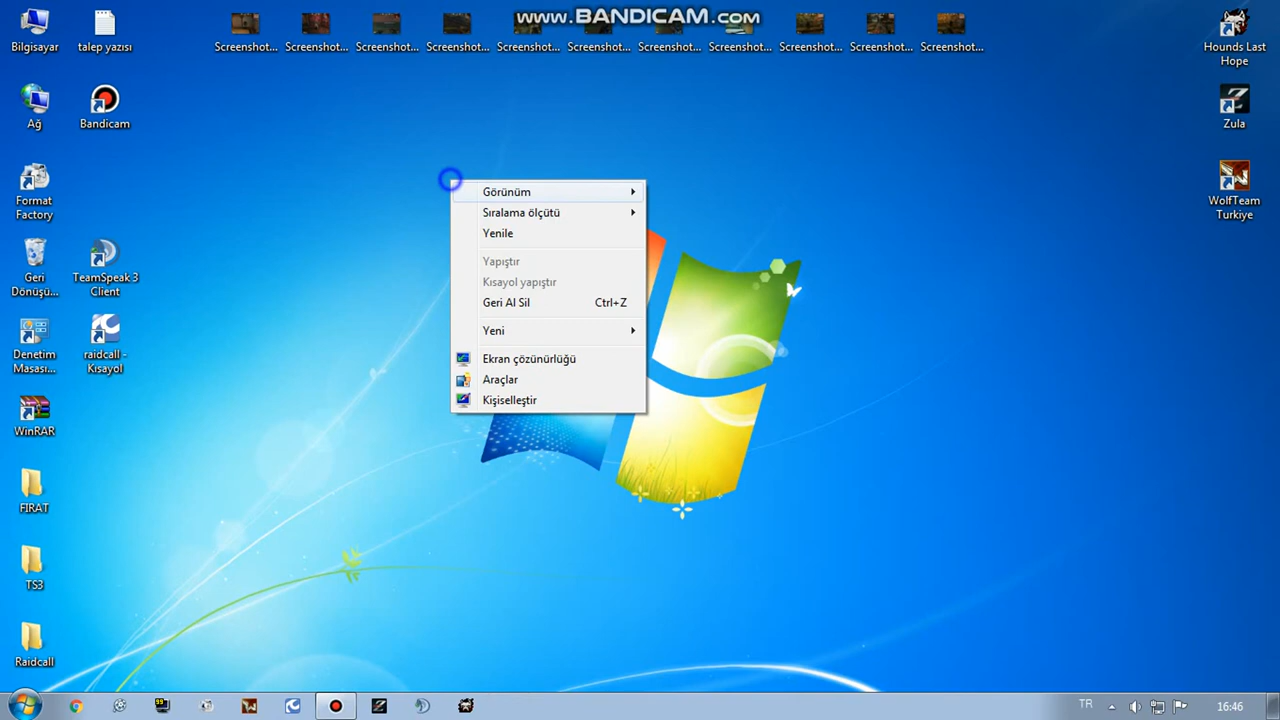 www.BANDICAM.com
Bilgisayar
talep yazısı
Screenshot...
Screenshot...
Screenshot...
Screenshot...
Screenshot...
Screenshot...
Screenshot...
Screenshot...
Screenshot...
Screenshot...
Screenshot...
Hounds Last
Hope
Ağ
Bandicam
Zula
Format
Factory
WolfTeam
Turkiye
Geri
Dönüşü...
TeamSpeak 3
Client
Denetim
Masası...
raidcall -
Kısayol
WinRAR
FIRAT
TS3
Raidcall
Görünüm
Sıralama ölçütü
Yenile
Yapıştır
Kısayol yapıştır
Geri Al Sil Ctrl+Z
Yeni
Ekran çözünürlüğü
Araçlar
Kişiselleştir
99
TR
16:46